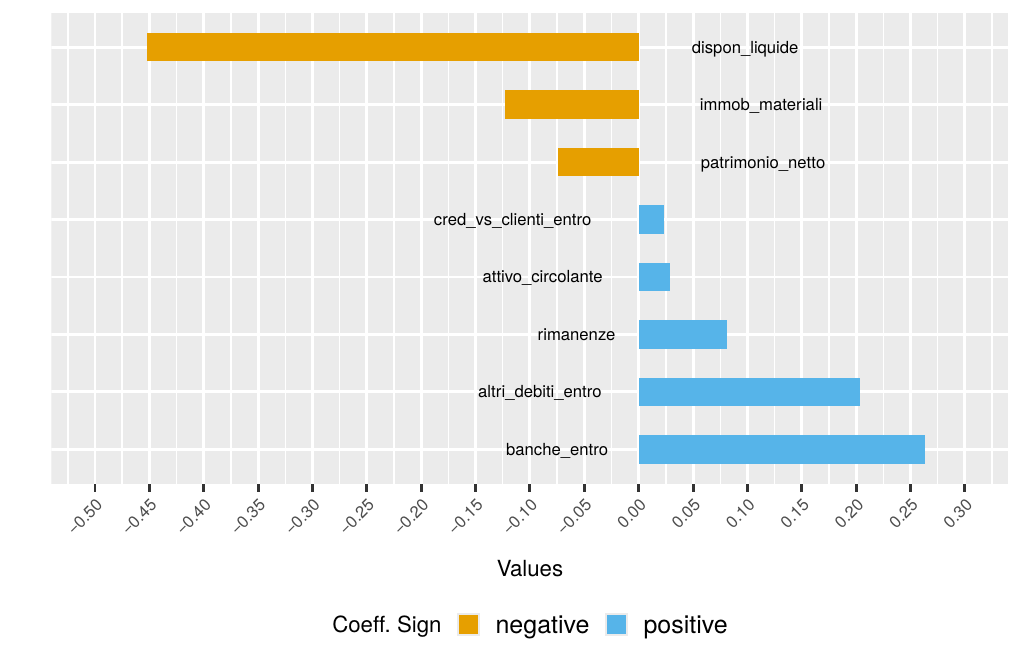 dispon_liquide
immob_materiali
patrimonio_netto
cred_vs_clienti_entro
attivo_circolante
rimanenze
altri_debiti_entro
banche_entro
−0.50 −0.45 −0.40 −0.35 −0.30 −0.25 −0.20 −0.15 −0.10 −0.05 0.00 0.05 0.10 0.15 0.20 0.25 0.30
Values
Coeff. Sign negative positive